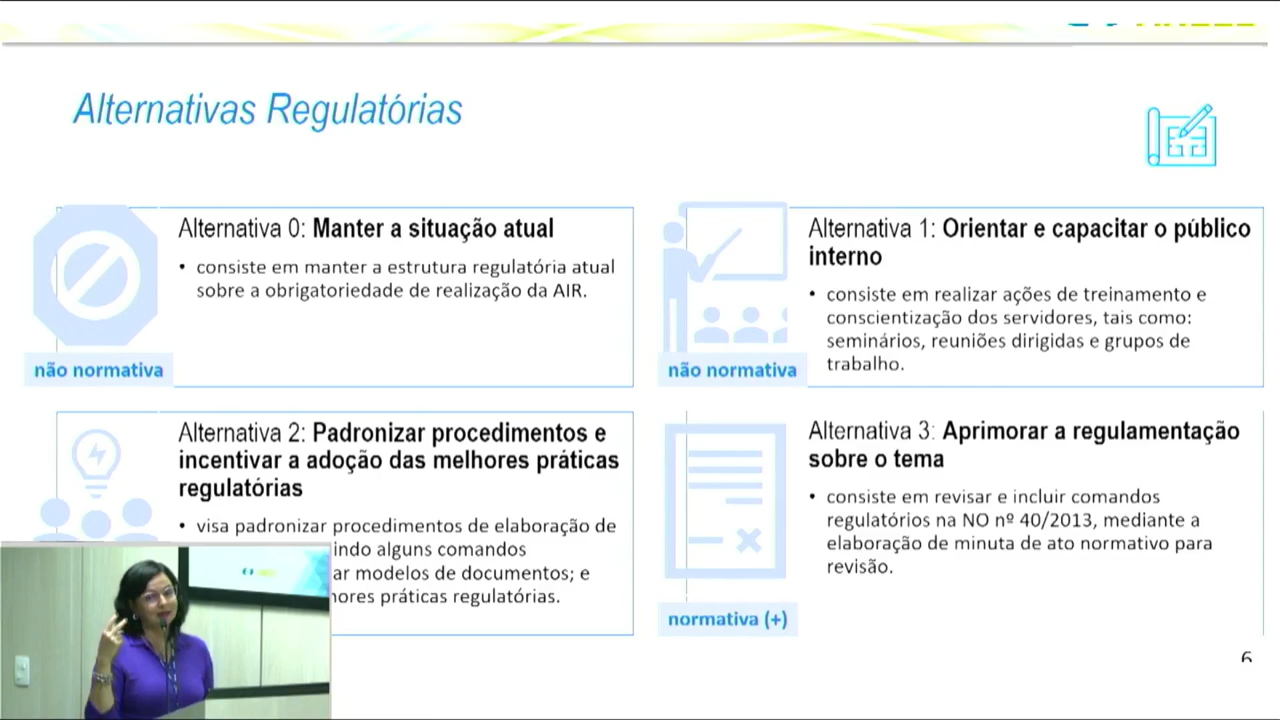 Alternativas Regulatórias
Alternativa 0: Manter a situação atual
• consiste em manter a estrutura regulatória atual
sobre a obrigatoriedade de realização da AIR.
não normativa
Alternativa 1: Orientar e capacitar o público
interno
• consiste em realizar ações de treinamento e
conscientização dos servidores, tais como:
seminários, reuniões dirigidas e grupos de
trabalho.
não normativa
Alternativa 2: Padronizar procedimentos e
incentivar a adoção das melhores práticas
regulatórias
• visa padronizar procedimentos de elaboração de
indo alguns comandos
ar modelos de documentos; e
ores práticas regulatórias.
Alternativa 3: Aprimorar a regulamentação
sobre o tema
• consiste em revisar e incluir comandos
regulatórios na NO nº 40/2013, mediante a
elaboração de minuta de ato normativo para
revisão.
normativa (+)
6